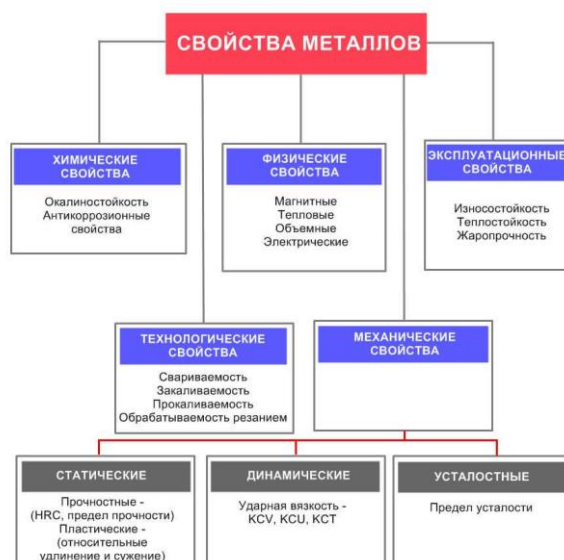 СВОЙСТВА МЕТАЛЛОВ
ХИМИЧЕСКИЕ
СВОЙСТВА
Окалиностойкость
Антикоррозионные
свойства
ФИЗИЧЕСКИЕ
СВОЙСТВА
Магнитные
Тепловые
Объемные
Электрические
ЭКСПЛУАТАЦИОННЫЕ
СВОЙСТВА
Износостойкость
Теплостойкость
Жаропрочность
ТЕХНОЛОГИЧЕСКИЕ
СВОЙСТВА
Свариваемость
Закаливаемость
Прокаливаемость
Обрабатываемость резанием
МЕХАНИЧЕСКИЕ
СВОЙСТВА
СТАТИЧЕСКИЕ
Прочностные -
(HRC, предел прочности)
Пластические -
(относительные
удлинение и сужение)
ДИНАМИЧЕСКИЕ
Ударная вязкость -
KCV, KCU, KCT
УСТАЛОСТНЫЕ
Предел усталости